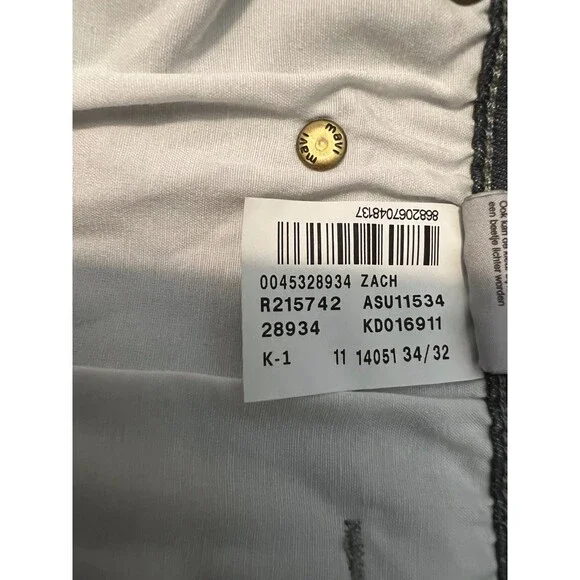 mavi
mavi
8682067048137
0045328934 ZACH
R215742 ASU11534
28934 KD016911
K-1 11 14051 34/32
Ook kan de
een beetje lichter worden